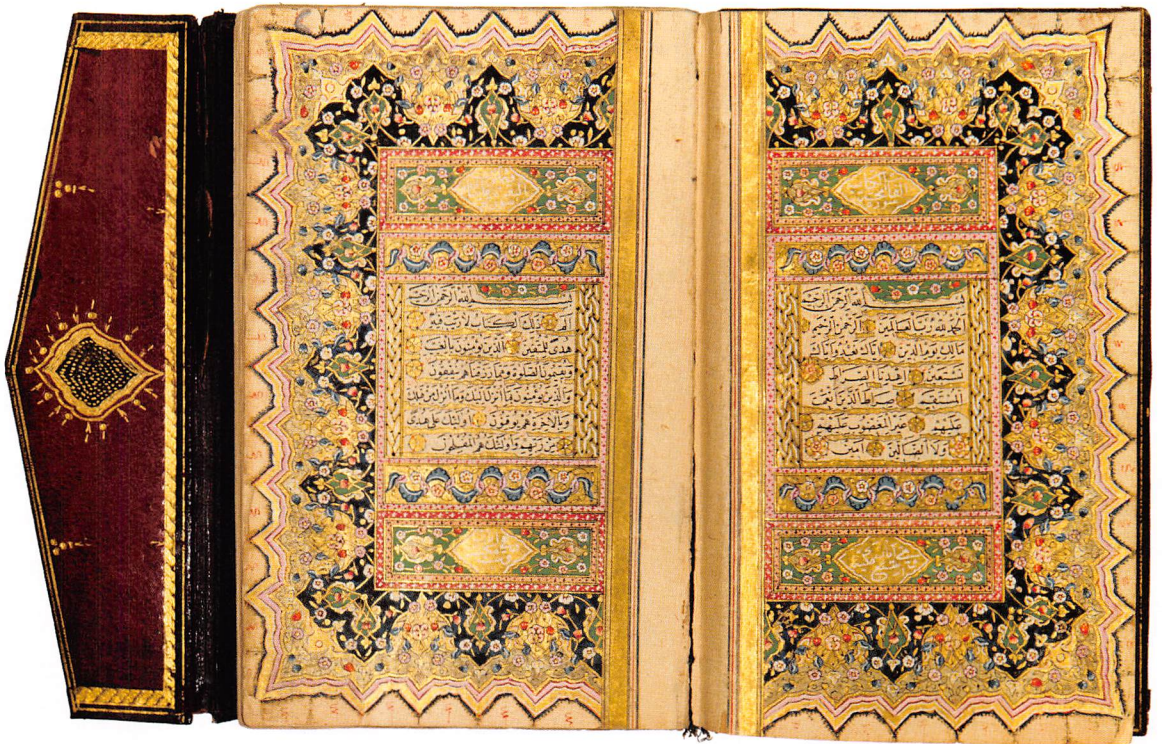 بسم الله الرحمن الرحيم
الحمد لله رب العالمين الرحمن الرحيم
مالك يوم الدين اياك نعبد واياك
نستعين اهدنا الصراط
المستقيم صراط الذين انعمت
عليهم غير المغضوب عليهم
ولا الضالين آمين
بسم الله الرحمن الرحيم
الم ذلك الكتاب لا ريب فيه
هدى للمتقين الذين يؤمنون بالغيب
ويقيمون الصلوة ومما رزقناهم ينفقون
والذين يؤمنون بما انزل اليك وما انزل من قبلك
وبالاخرة هم يوقنون اولئك على هدى
من ربهم واولئك هم المفلحون